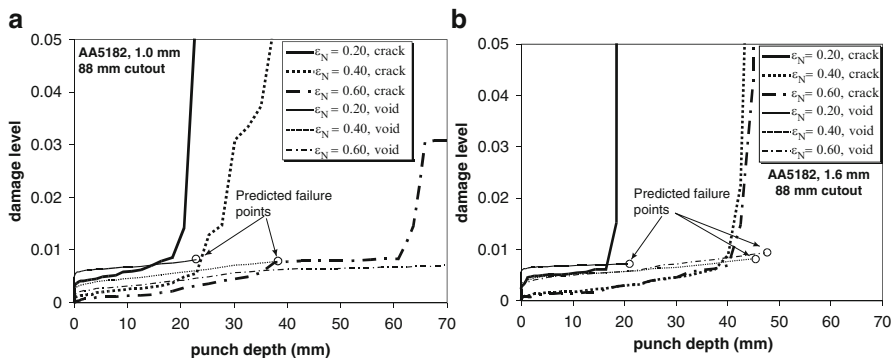 a
AA5182, 1.0 mm
88 mm cutout
εN = 0.20, crack
εN = 0.40, crack
εN = 0.60, crack
εN = 0.20, void
εN = 0.40, void
εN = 0.60, void
Predicted failure
points
damage level
0.05
0.04
0.03
0.02
0.01
0
0 10 20 30 40 50 60 70
punch depth (mm)
b
εN = 0.20, crack
εN = 0.40, crack
εN = 0.60, crack
εN = 0.20, void
εN = 0.40, void
εN = 0.60, void
AA5182, 1.6 mm
88 mm cutout
Predicted failure
points
damage level
0.05
0.04
0.03
0.02
0.01
0
0 10 20 30 40 50 60 70
punch depth (mm)